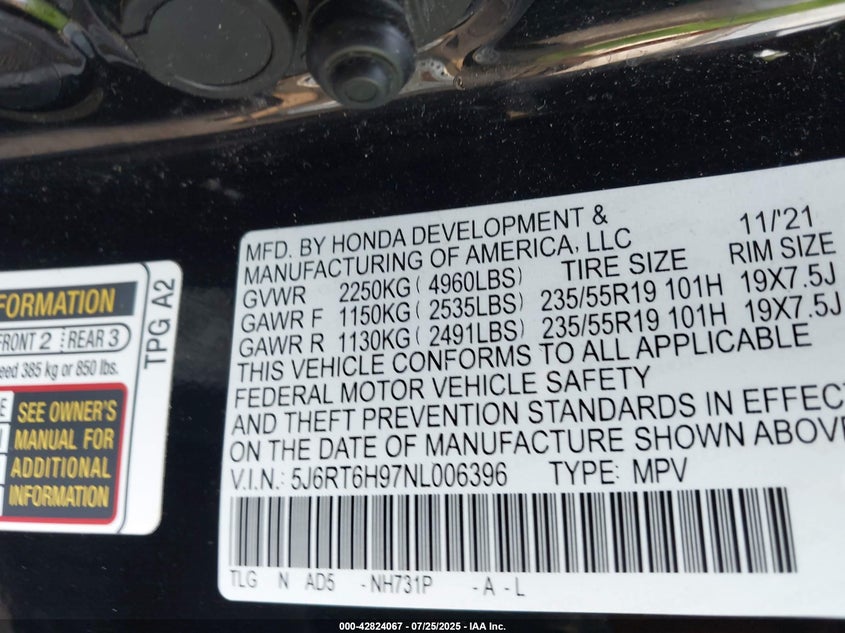 FORMATION
FRONT 2 REAR 3
eed 385 kg or 850 lbs.
SEE OWNER'S
MANUAL FOR
ADDITIONAL
INFORMATION
TPG A2
MFD. BY HONDA DEVELOPMENT & 11/'21
MANUFACTURING OF AMERICA, LLC
TIRE SIZE RIM SIZE
GVWR 2250KG ( 4960LBS)
GAWR F 1150KG ( 2535LBS) 235/55R19 101H 19X7.5J
GAWR R 1130KG ( 2491LBS) 235/55R19 101H 19X7.5J
THIS VEHICLE CONFORMS TO ALL APPLICABLE
FEDERAL MOTOR VEHICLE SAFETY
AND THEFT PREVENTION STANDARDS IN EFFEC
ON THE DATE OF MANUFACTURE SHOWN ABOVE
V.I.N.: 5J6RT6H97NL006396 TYPE: MPV
TLG N AD5 - NH731P - A - L
000-42824067 - 07/25/2025 - IAA Inc.